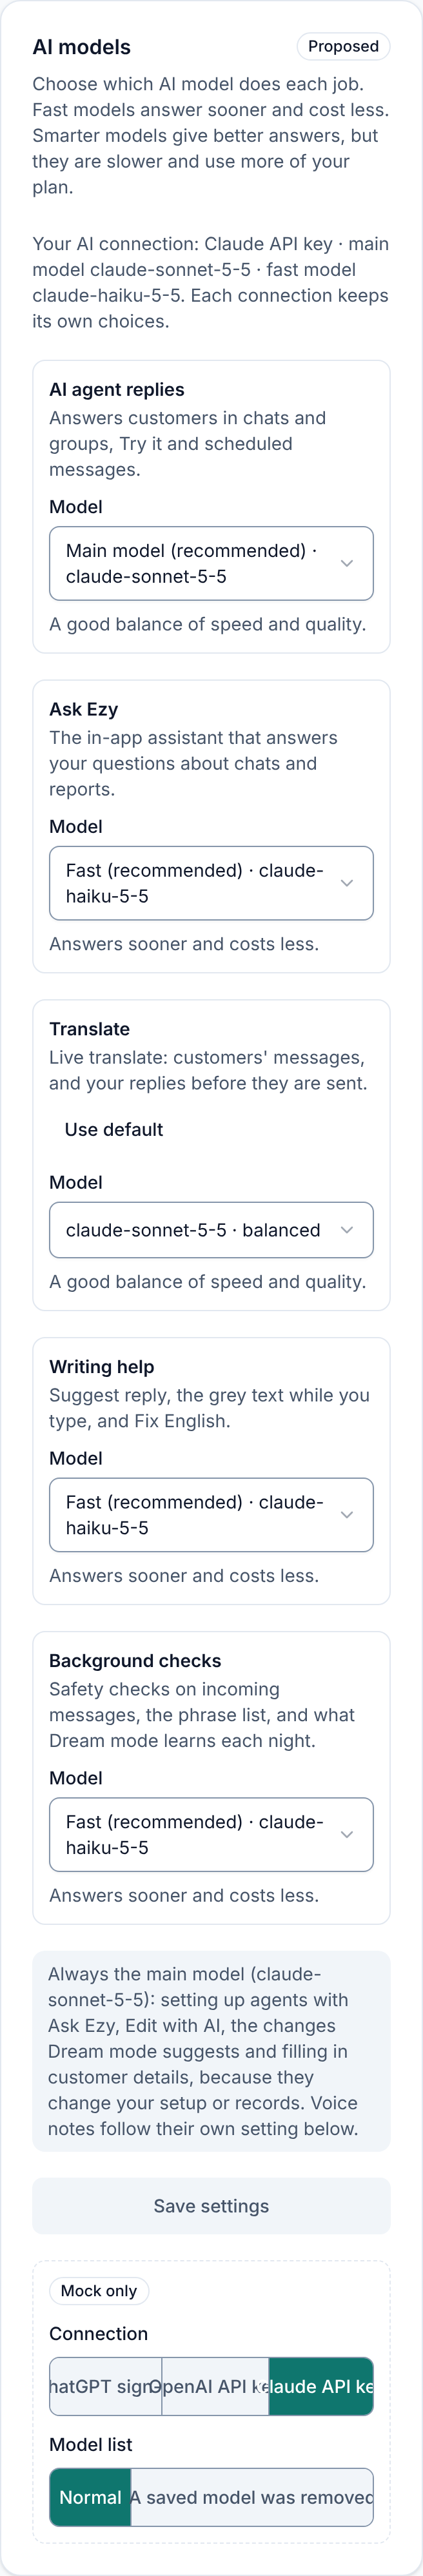 AI models
Proposed
Choose which AI model does each job.
Fast models answer sooner and cost less.
Smarter models give better answers, but
they are slower and use more of your
plan.
Your AI connection: Claude API key · main
model claude-sonnet-5-5 · fast model
claude-haiku-5-5. Each connection keeps
its own choices.
AI agent replies
Answers customers in chats and
groups, Try it and scheduled
messages.
Model
Main model (recommended) ·
claude-sonnet-5-5
A good balance of speed and quality.
Ask Ezy
The in-app assistant that answers
your questions about chats and
reports.
Model
Fast (recommended) · claude-
haiku-5-5
Answers sooner and costs less.
Translate
Live translate: customers' messages,
and your replies before they are sent.
Use default
Model
claude-sonnet-5-5 · balanced
A good balance of speed and quality.
Writing help
Suggest reply, the grey text while you
type, and Fix English.
Model
Fast (recommended) · claude-
haiku-5-5
Answers sooner and costs less.
Background checks
Safety checks on incoming
messages, the phrase list, and what
Dream mode learns each night.
Model
Fast (recommended) · claude-
haiku-5-5
Answers sooner and costs less.
Always the main model (claude-
sonnet-5-5): setting up agents with
Ask Ezy, Edit with AI, the changes
Dream mode suggests and filling in
customer details, because they
change your setup or records. Voice
notes follow their own setting below.
Save settings
Mock only
Connection
hatGPT sign-
OpenAI API ke
laude API ke
Model list
Normal
A saved model was removed